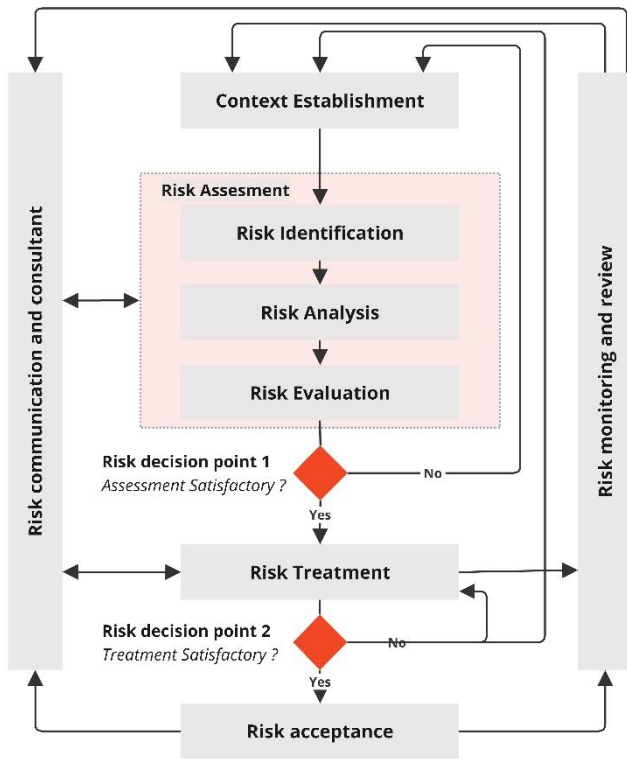 Context Establishment
Risk Assesment
Risk Identification
Risk Analysis
Risk Evaluation
Risk communication and consultant
Risk monitoring and review
Risk decision point 1
Assessment Satisfactory ?
No
Yes
Risk Treatment
Risk decision point 2
Treatment Satisfactory ?
No
Yes
Risk acceptance